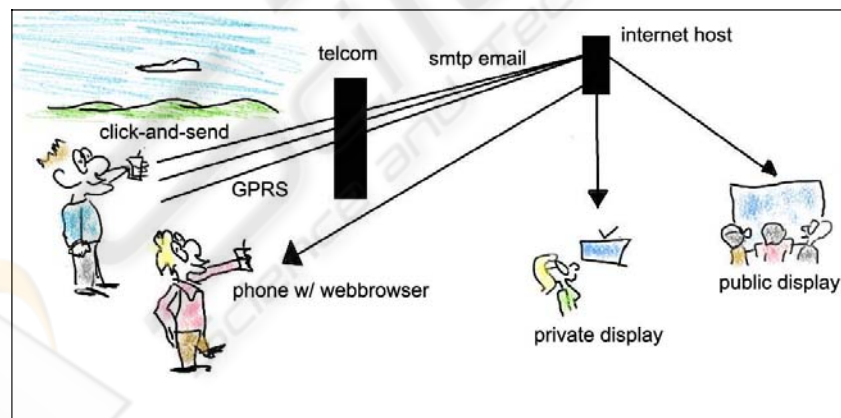 internet host
telcom
smtp email
click-and-send
GPRS
phone w/ webbrowser
public display
private display